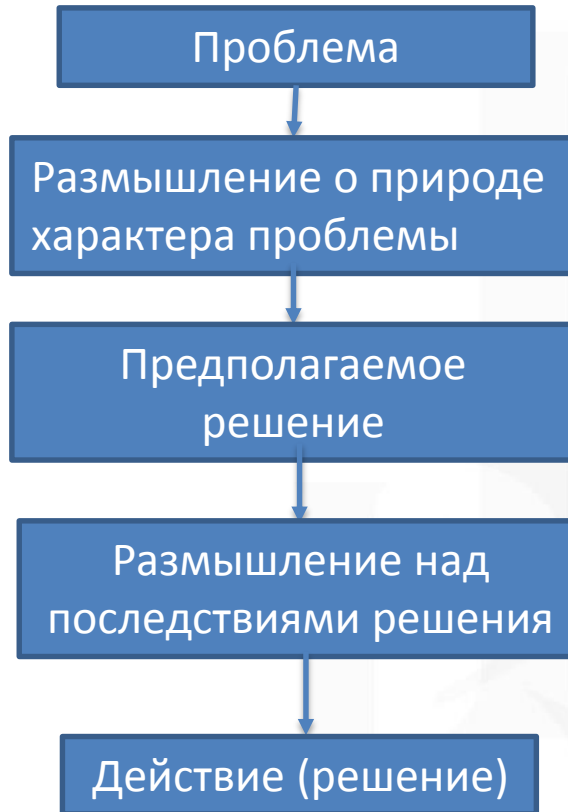 Проблема
Размышление о природе
характера проблемы
Предполагаемое
решение
Размышление над
последствиями решения
Действие (решение)